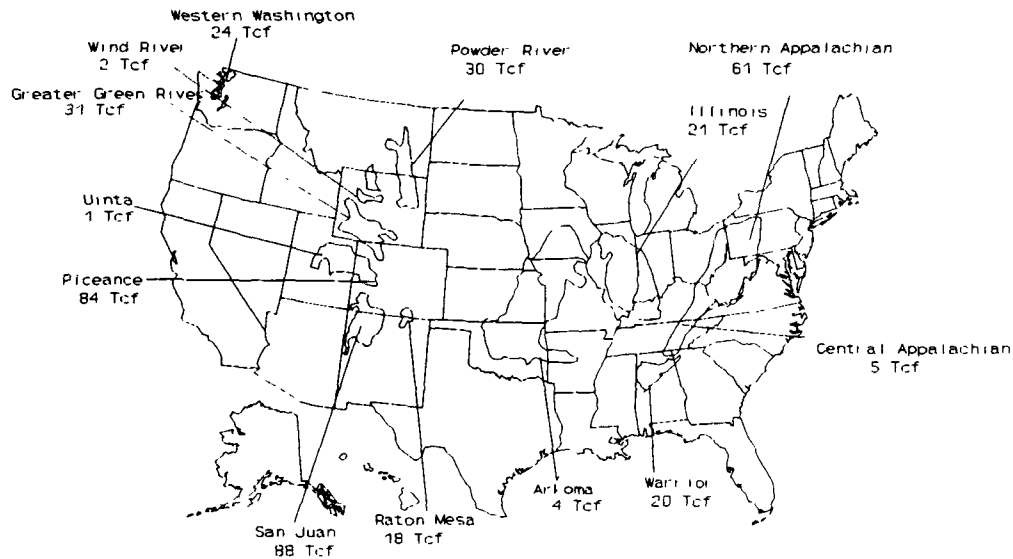 Western Washington
24 Tcf
Wind River
2 Tcf
Powder River
30 Tcf
Northern Appalachian
61 Tcf
Greater Green River
31 Tcf
Illinois
21 Tcf
Uinta
1 Tcf
Piceance
84 Tcf
Central Appalachian
5 Tcf
Arkoma
4 Tcf
Warrior
20 Tcf
San Juan
88 Tcf
Raton Mesa
18 Tcf